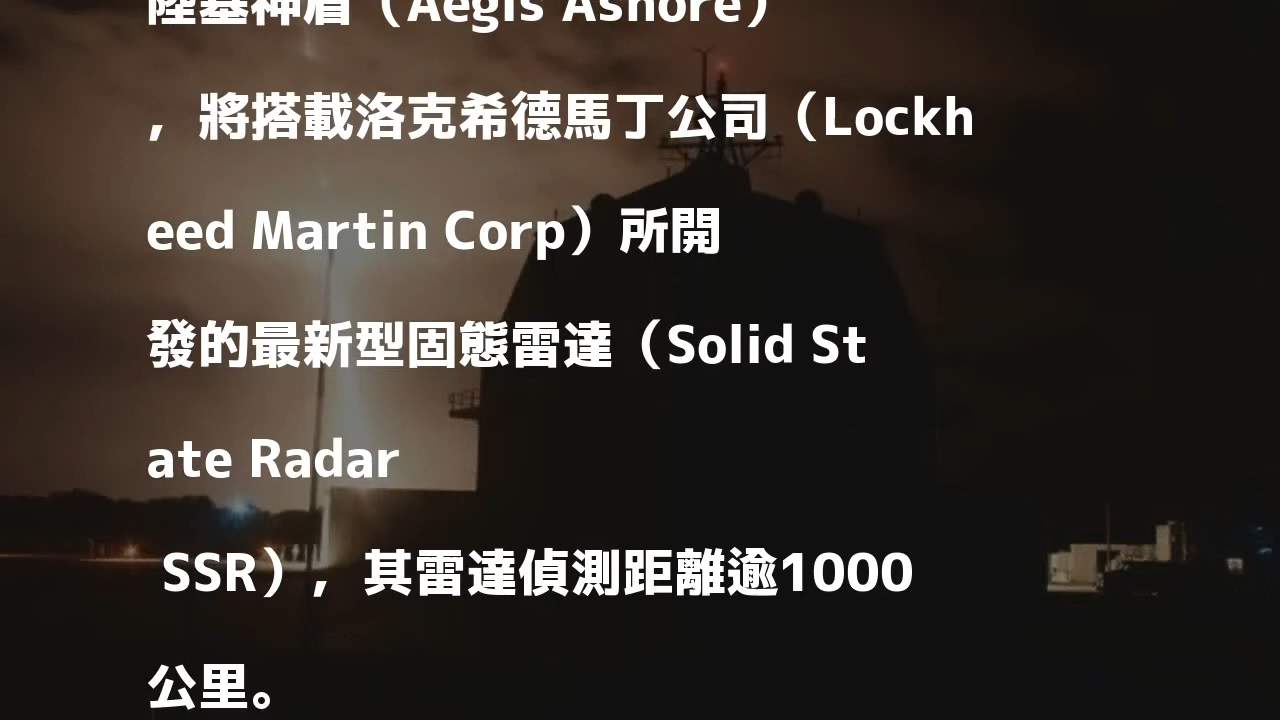 陸基神盾（Aegis Ashore）
，將搭載洛克希德馬丁公司（Lockh
eed Martin Corp）所開
發的最新型固態雷達（Solid St
ate Radar
SSR），其雷達偵測距離逾1000
公里。